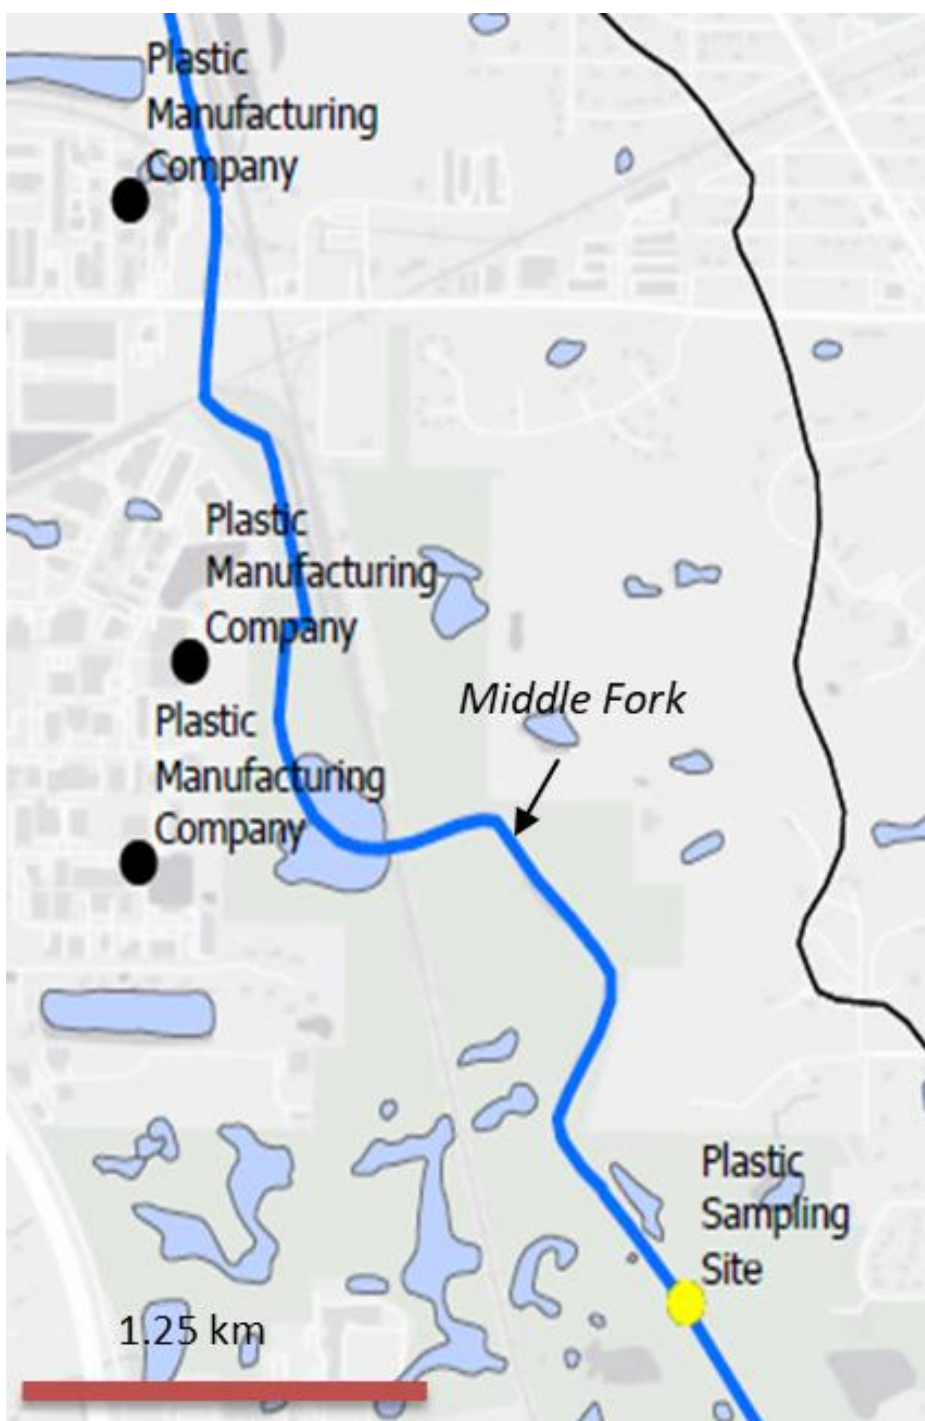 Plastic
Manufacturing
Company
Plastic
Manufacturing
Company
Middle Fork
Plastic
Manufacturing
Company
Plastic
Sampling
Site
1.25 km